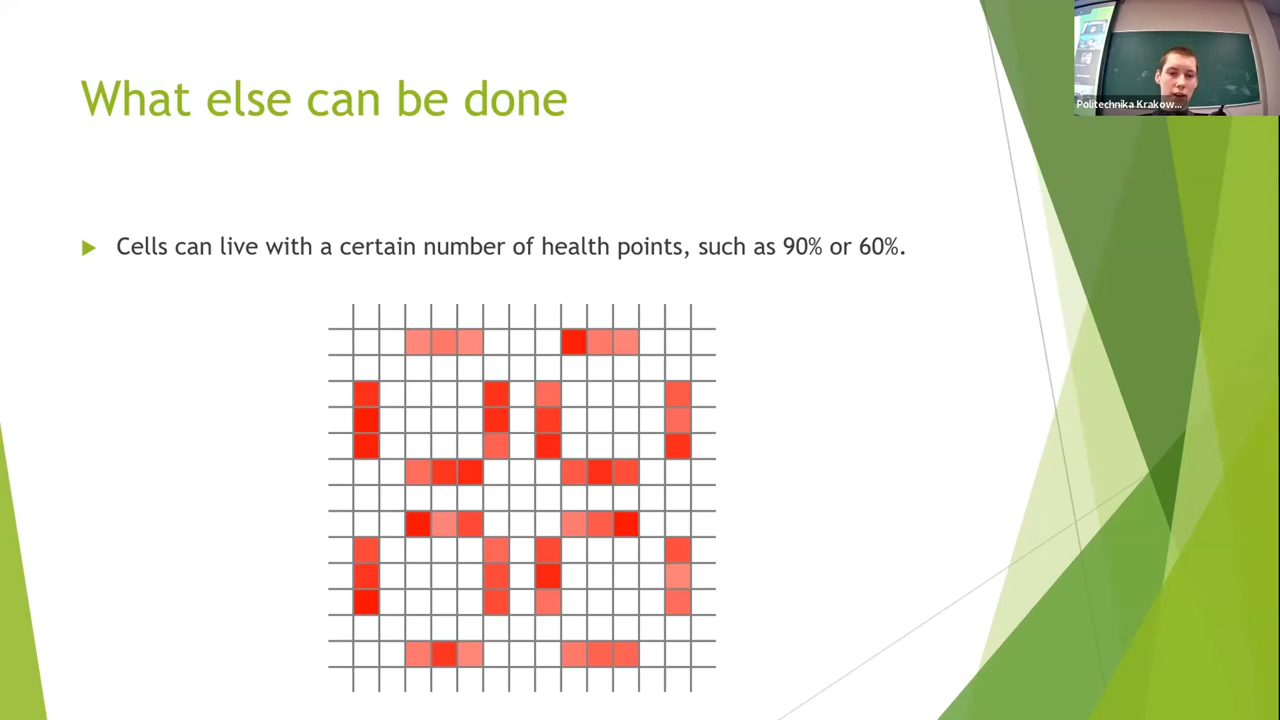 What else can be done
Politechnika Krakow...
Cells can live with a certain number of health points, such as 90% or 60%.